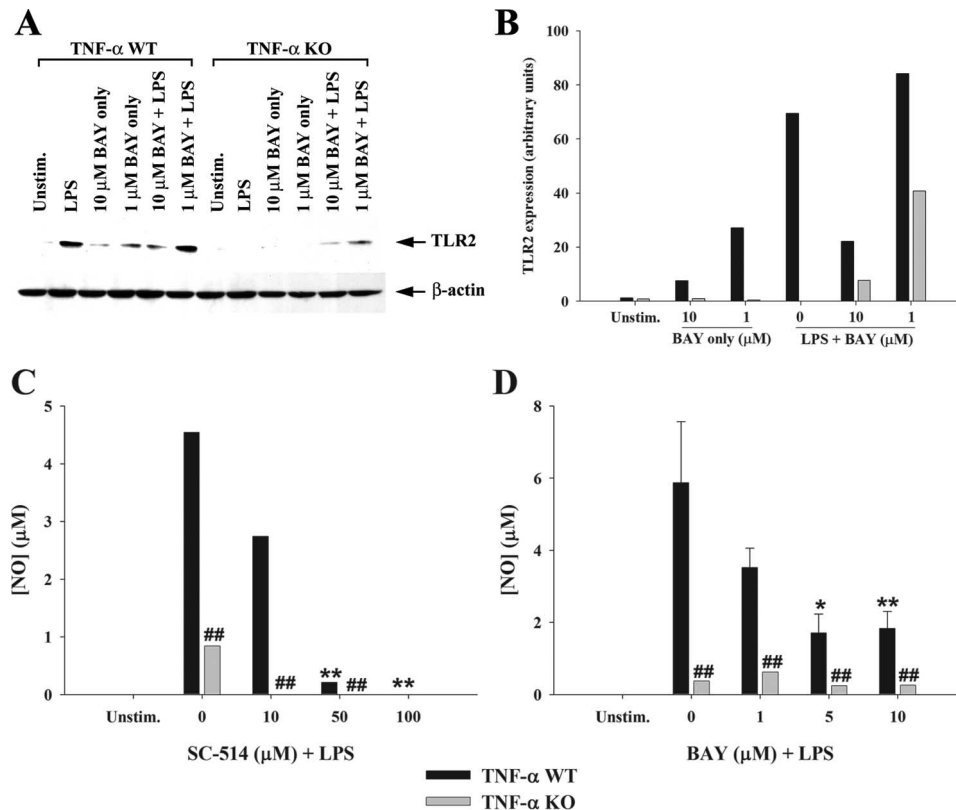 A
TNF-α WT
TNF-α KO
Unstim.
LPS
10 μM BAY only
1 μM BAY only
10 μM BAY + LPS
1 μM BAY + LPS
Unstim.
LPS
10 μM BAY only
1 μM BAY only
10 μM BAY + LPS
1 μM BAY + LPS
TLR2
β-actin
B
TLR2 expression (arbitrary units)
100
80
60
40
20
0
Unstim. 10 1 0 10 1
BAY only (μM) LPS + BAY (μM)
C
[NO] (μM)
5
4
3
2
1
0
##
##
**
##
**
Unstim. 0 10 50 100
SC-514 (μM) + LPS
D
[NO] (μM)
8
6
4
2
0
##
##
*
##
**
##
Unstim. 0 1 5 10
BAY (μM) + LPS
TNF-α WT
TNF-α KO